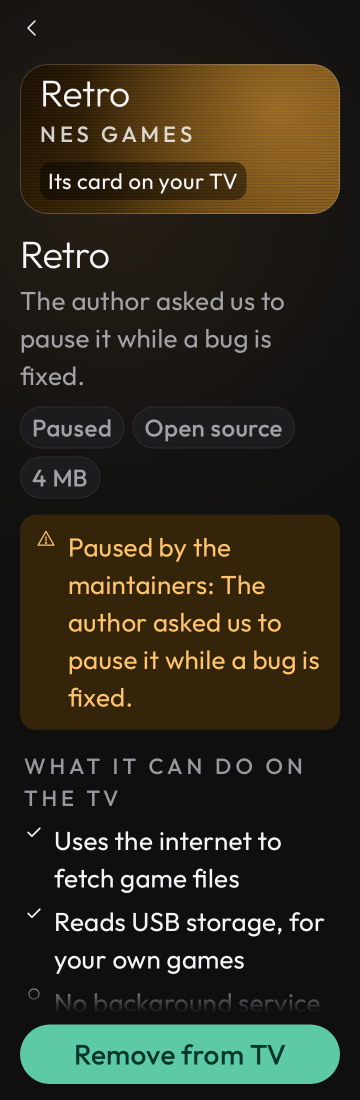 Retro
NES GAMES
Its card on your TV
Retro
The author asked us to
pause it while a bug is
fixed.
Paused
Open source
4 MB
Paused by the
maintainers: The
author asked us to
pause it while a bug is
fixed.
WHAT IT CAN DO ON
THE TV
Uses the internet to
fetch game files
Reads USB storage, for
your own games
No background service
Remove from TV